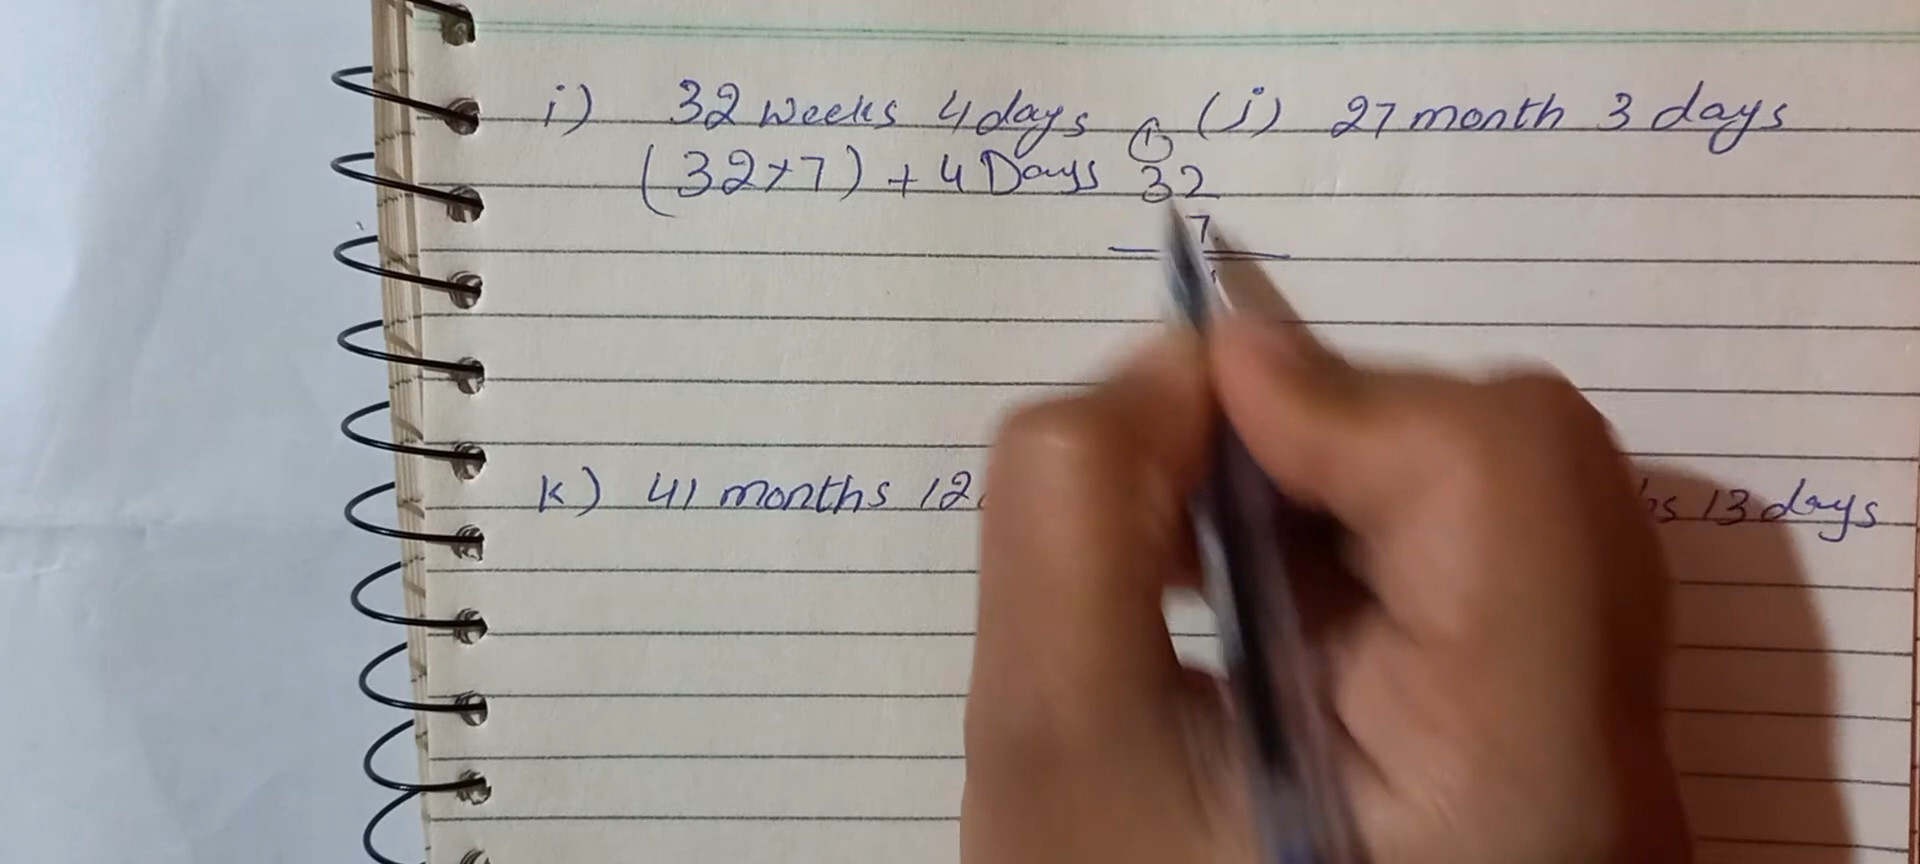 i) 32 weeks 4 days (j) 27 month 3 days
1
(32×7) + 4 Days 32
7
k) 41 months 12 13 days